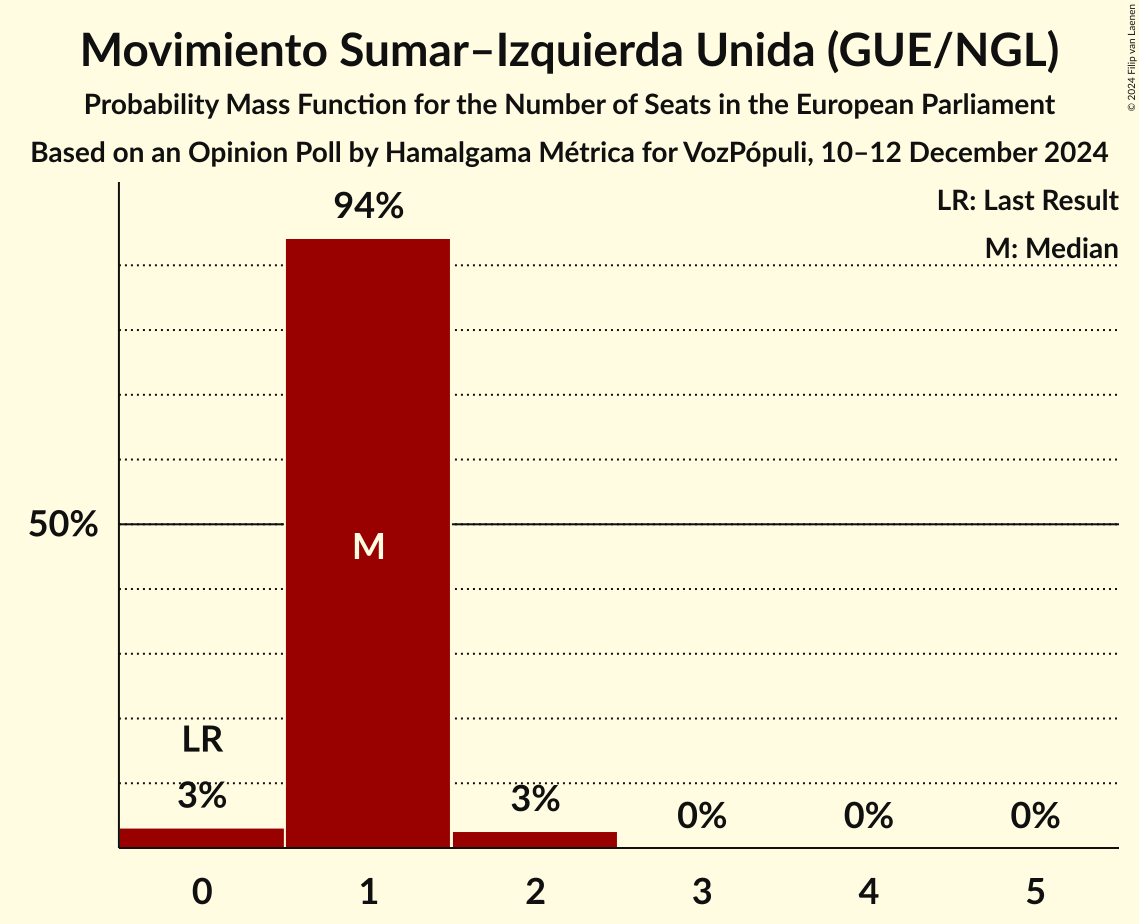 Movimiento Sumar–Izquierda Unida (GUE/NGL)
Probability Mass Function for the Number of Seats in the European Parliament
Based on an Opinion Poll by Hamalgama Métrica for VozPópuli, 10–12 December 2024
© 2024 Filip van Laenen
LR: Last Result
M: Median
94%
50%
M
LR
3%
3%
0%
0%
0%
0
1
2
3
4
5